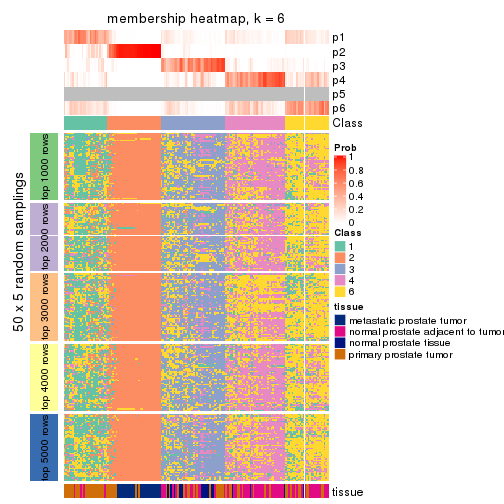 membership heatmap, k = 6
p1
p2
p3
p4
p5
p6
Class
50 x 5 random samplings
top 1000 rows
top 2000 rows
top 3000 rows
top 4000 rows
top 5000 rows
Prob
1
0.8
0.6
0.4
0.2
0
Class
1
2
3
4
6
tissue
metastatic prostate tumor
normal prostate adjacent to tumor
normal prostate tissue
primary prostate tumor
tissue